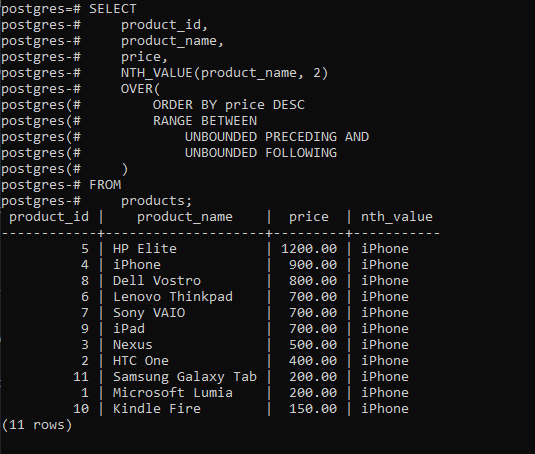 postgres=# SELECT
postgres-#     product_id,
postgres-#     product_name,
postgres-#     price,
postgres-#     NTH_VALUE(product_name, 2)
postgres-#     OVER(
postgres(#         ORDER BY price DESC
postgres(#         RANGE BETWEEN
postgres(#             UNBOUNDED PRECEDING AND
postgres(#             UNBOUNDED FOLLOWING
postgres(#     )
postgres-# FROM
postgres-#     products;
 product_id |    product_name    |  price  | nth_value
------------+--------------------+---------+-----------
          5 | HP Elite           | 1200.00 | iPhone
          4 | iPhone             |  900.00 | iPhone
          8 | Dell Vostro        |  800.00 | iPhone
          6 | Lenovo Thinkpad    |  700.00 | iPhone
          7 | Sony VAIO          |  700.00 | iPhone
          9 | iPad               |  700.00 | iPhone
          3 | Nexus              |  500.00 | iPhone
          2 | HTC One            |  400.00 | iPhone
         11 | Samsung Galaxy Tab |  200.00 | iPhone
          1 | Microsoft Lumia    |  200.00 | iPhone
         10 | Kindle Fire        |  150.00 | iPhone
(11 rows)